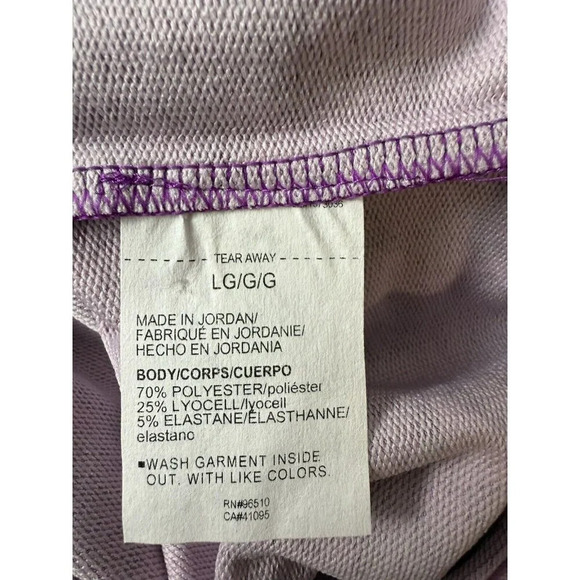 TEAR AWAY
LG/G/G
MADE IN JORDAN/
FABRIQUÉ EN JORDANIE/
HECHO EN JORDANIA
BODY/CORPS/CUERPO
70% POLYESTER/poliéster
25% LYOCELL/lyocell
5% ELASTANE/ÉLASTHANNE/
elastano
■WASH GARMENT INSIDE
OUT, WITH LIKE COLORS.
RN#96510
CA#41095